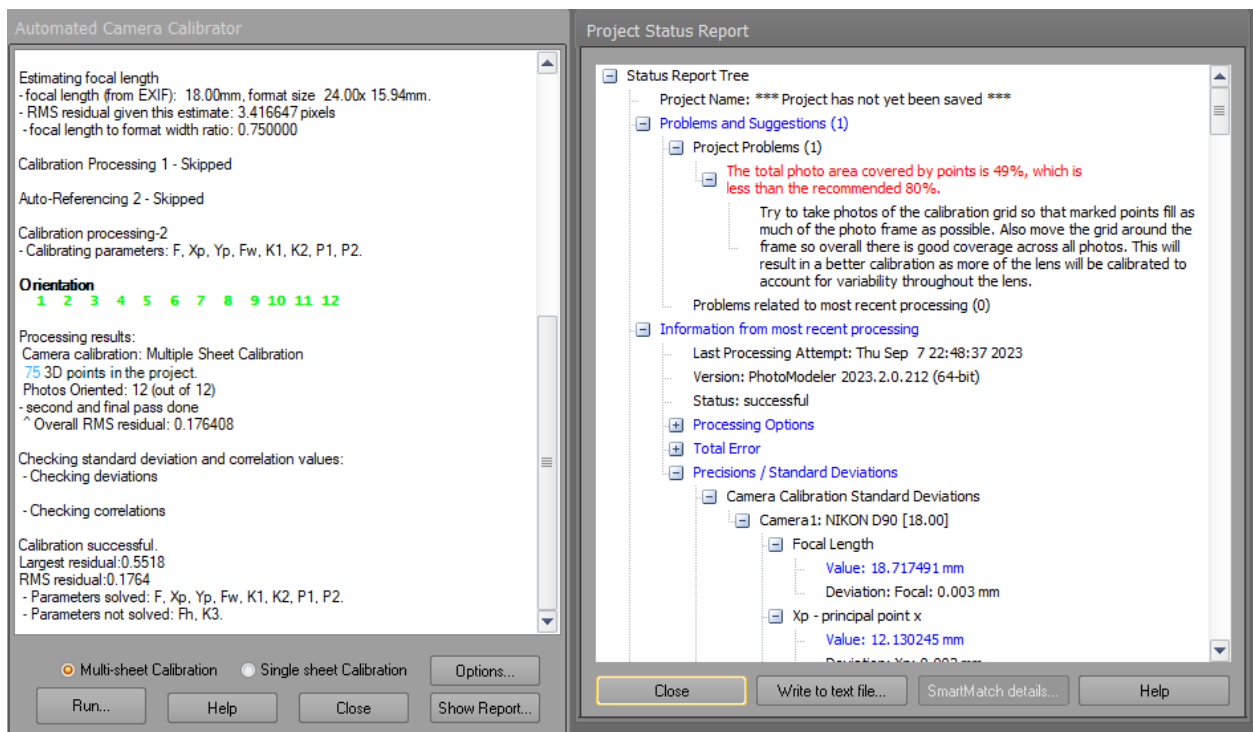 Automated Camera Calibrator
Estimating focal length
- focal length (from EXIF): 18.00mm, format size 24.00x 15.94mm.
- RMS residual given this estimate: 3.416647 pixels
- focal length to format width ratio: 0.750000
Calibration Processing 1 - Skipped
Auto-Referencing 2 - Skipped
Calibration processing-2
- Calibrating parameters: F, Xp, Yp, Fw, K1, K2, P1, P2.
Orientation
1 2 3 4 5 6 7 8 9 10 11 12
Processing results:
Camera calibration: Multiple Sheet Calibration
75 3D points in the project.
Photos Oriented: 12 (out of 12)
- second and final pass done
^ Overall RMS residual: 0.176408
Checking standard deviation and correlation values:
- Checking deviations
- Checking correlations
Calibration successful.
Largest residual:0.5518
RMS residual:0.1764
- Parameters solved: F, Xp, Yp, Fw, K1, K2, P1, P2.
- Parameters not solved: Fh, K3.
Multi-sheet Calibration
Single sheet Calibration
Options...
Run...
Help
Close
Show Report...
Project Status Report
Status Report Tree
Project Name: *** Project has not yet been saved ***
Problems and Suggestions (1)
Project Problems (1)
The total photo area covered by points is 49%, which is
less than the recommended 80%.
Try to take photos of the calibration grid so that marked points fill as
much of the photo frame as possible. Also move the grid around the
frame so overall there is good coverage across all photos. This will
result in a better calibration as more of the lens will be calibrated to
account for variability throughout the lens.
Problems related to most recent processing (0)
Information from most recent processing
Last Processing Attempt: Thu Sep 7 22:48:37 2023
Version: PhotoModeler 2023.2.0.212 (64-bit)
Status: successful
Processing Options
Total Error
Precisions / Standard Deviations
Camera Calibration Standard Deviations
Camera1: NIKON D90 [18.00]
Focal Length
Value: 18.717491 mm
Deviation: Focal: 0.003 mm
Xp - principal point x
Value: 12.130245 mm
Close
Write to text file...
SmartMatch details...
Help